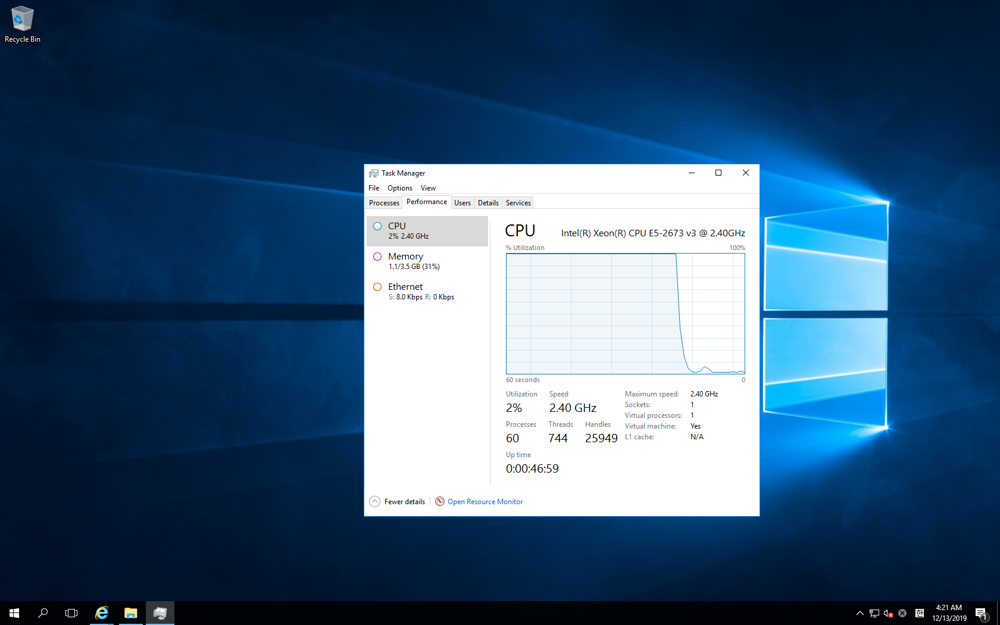 Recycle Bin
Task Manager
File Options View
Processes Performance Users Details Services
CPU
2% 2.40 GHz
Memory
1.1/3.5 GB (31%)
Ethernet
S: 8.0 Kbps R: 0 Kbps
CPU Intel(R) Xeon(R) CPU E5-2673 v3 @ 2.40GHz
% Utilization 100%
60 seconds 0
Utilization Speed
2% 2.40 GHz
Processes Threads Handles
60 744 25949
Up time
0:00:46:59
Maximum speed: 2.40 GHz
Sockets: 1
Virtual processors: 1
Virtual machine: Yes
L1 cache: N/A
Fewer details Open Resource Monitor
4:21 AM
12/13/2019
1